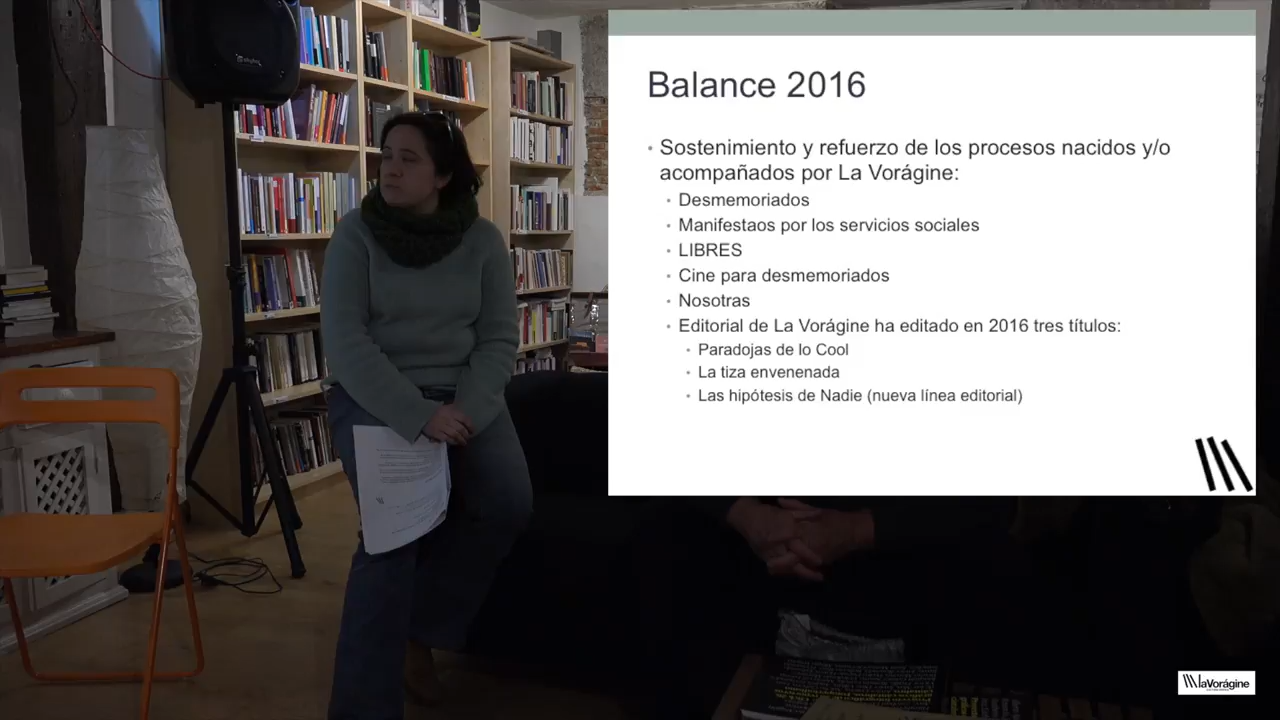 Balance 2016
• Sostenimiento y refuerzo de los procesos nacidos y/o
acompañados por La Vorágine:
• Desmemoriados
• Manifestaos por los servicios sociales
• LIBRES
• Cine para desmemoriados
• Nosotras
• Editorial de La Vorágine ha editado en 2016 tres títulos:
• Paradojas de lo Cool
• La tiza envenenada
• Las hipótesis de Nadie (nueva línea editorial)
laVorágine